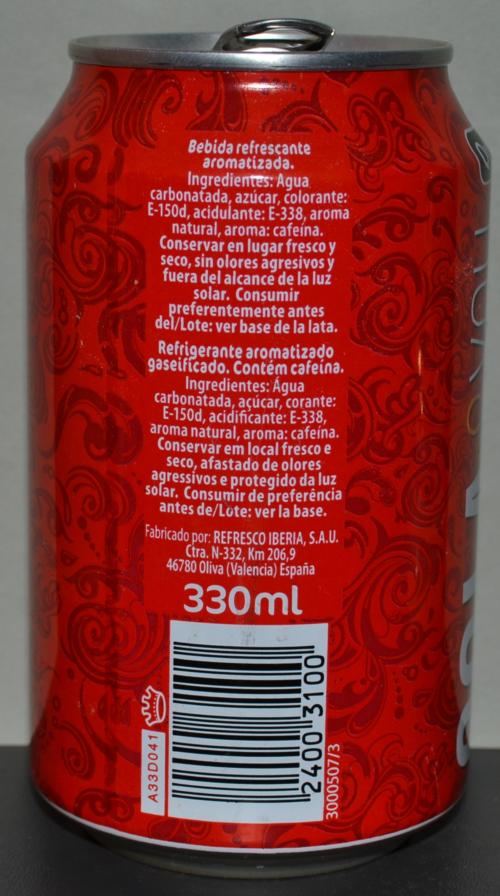 Bebida refrescante
aromatizada.
Ingredientes: Agua
carbonatada, azúcar, colorante:
E-150d, acidulante: E-338, aroma
natural, aroma: cafeína.
Conservar en lugar fresco y
seco, sin olores agresivos y
fuera del alcance de la luz
solar. Consumir
preferentemente antes
del/Lote: ver base de la lata.
Refrigerante aromatizado
gaseificado. Contém cafeína.
Ingredientes: Água
carbonatada, açúcar, corante:
E-150d, acidificante: E-338,
aroma natural, aroma: cafeína.
Conservar em local fresco e
seco, afastado de olores
agressivos e protegido da luz
solar. Consumir de preferência
antes de/Lote: ver la base.
Fabricado por: REFRESCO IBERIA, S.A.U.
Ctra. N-332, Km 206,9
46780 Oliva (Valencia) España
330ml
A33D041
2400 3100
3000507/3